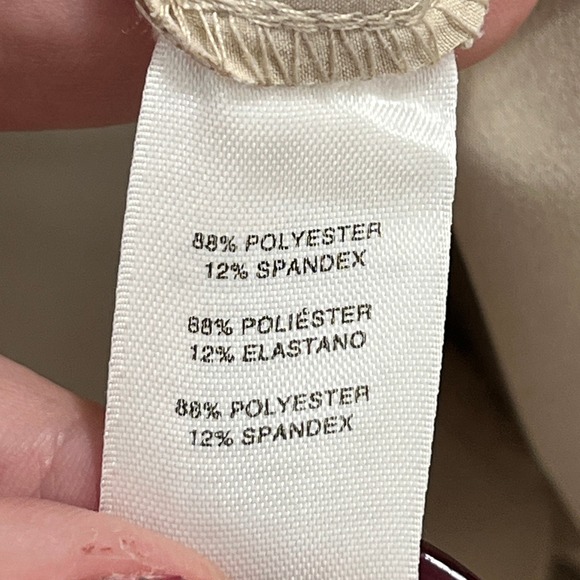 88% POLYESTER
12% SPANDEX
88% POLIÉSTER
12% ELASTANO
88% POLYESTER
12% SPANDEX